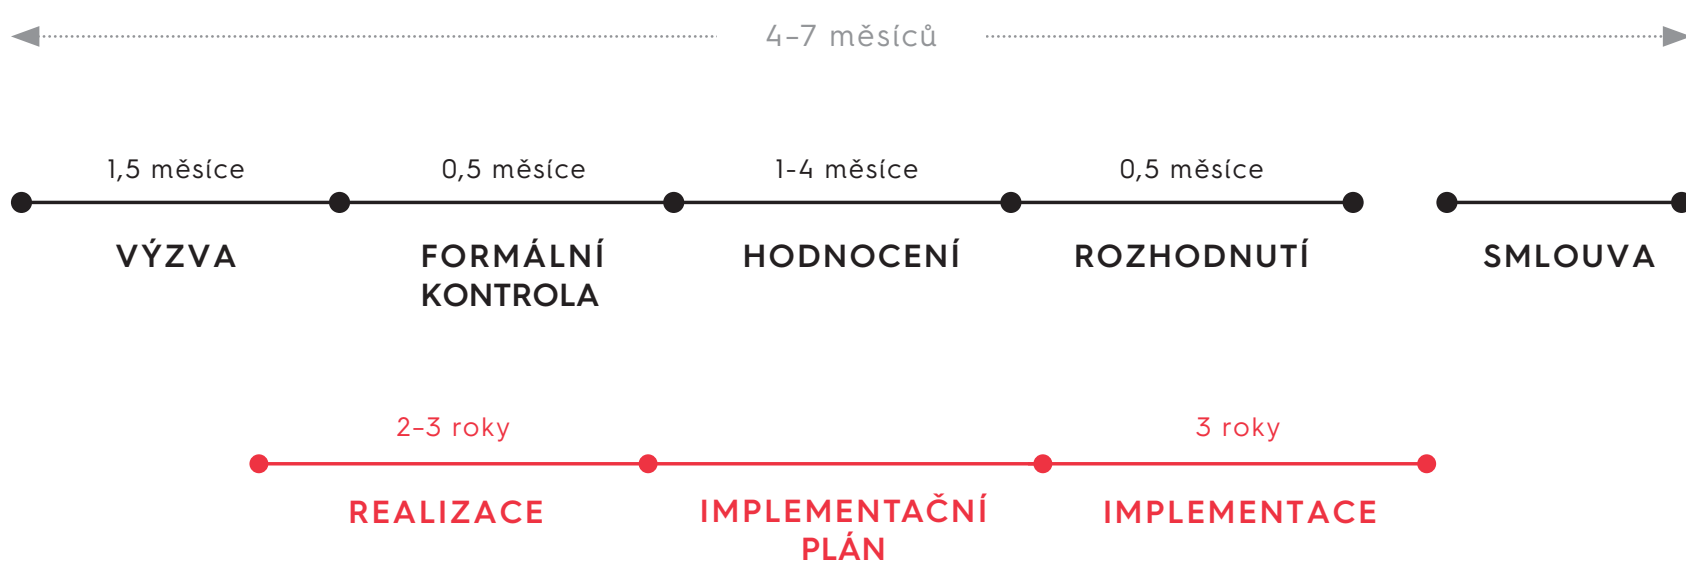 4–7 měsíců
1,5 měsíce
0,5 měsíce
1-4 měsíce
0,5 měsíce
VÝZVA
FORMÁLNÍ
KONTROLA
HODNOCENÍ
ROZHODNUTÍ
SMLOUVA
2–3 roky
3 roky
REALIZACE
IMPLEMENTAČNÍ
PLÁN
IMPLEMENTACE